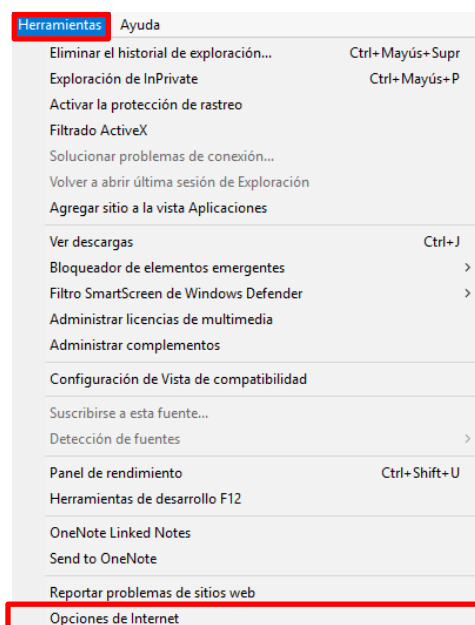 Herramientas Ayuda
Eliminar el historial de exploración... Ctrl+Mayús+Supr
Exploración de InPrivate Ctrl+Mayús+P
Activar la protección de rastreo
Filtrado ActiveX
Solucionar problemas de conexión...
Volver a abrir última sesión de Exploración
Agregar sitio a la vista Aplicaciones
Ver descargas Ctrl+J
Bloqueador de elementos emergentes
Filtro SmartScreen de Windows Defender
Administrar licencias de multimedia
Administrar complementos
Configuración de Vista de compatibilidad
Suscribirse a esta fuente...
Detección de fuentes
Panel de rendimiento Ctrl+Shift+U
Herramientas de desarrollo F12
OneNote Linked Notes
Send to OneNote
Reportar problemas de sitios web
Opciones de Internet